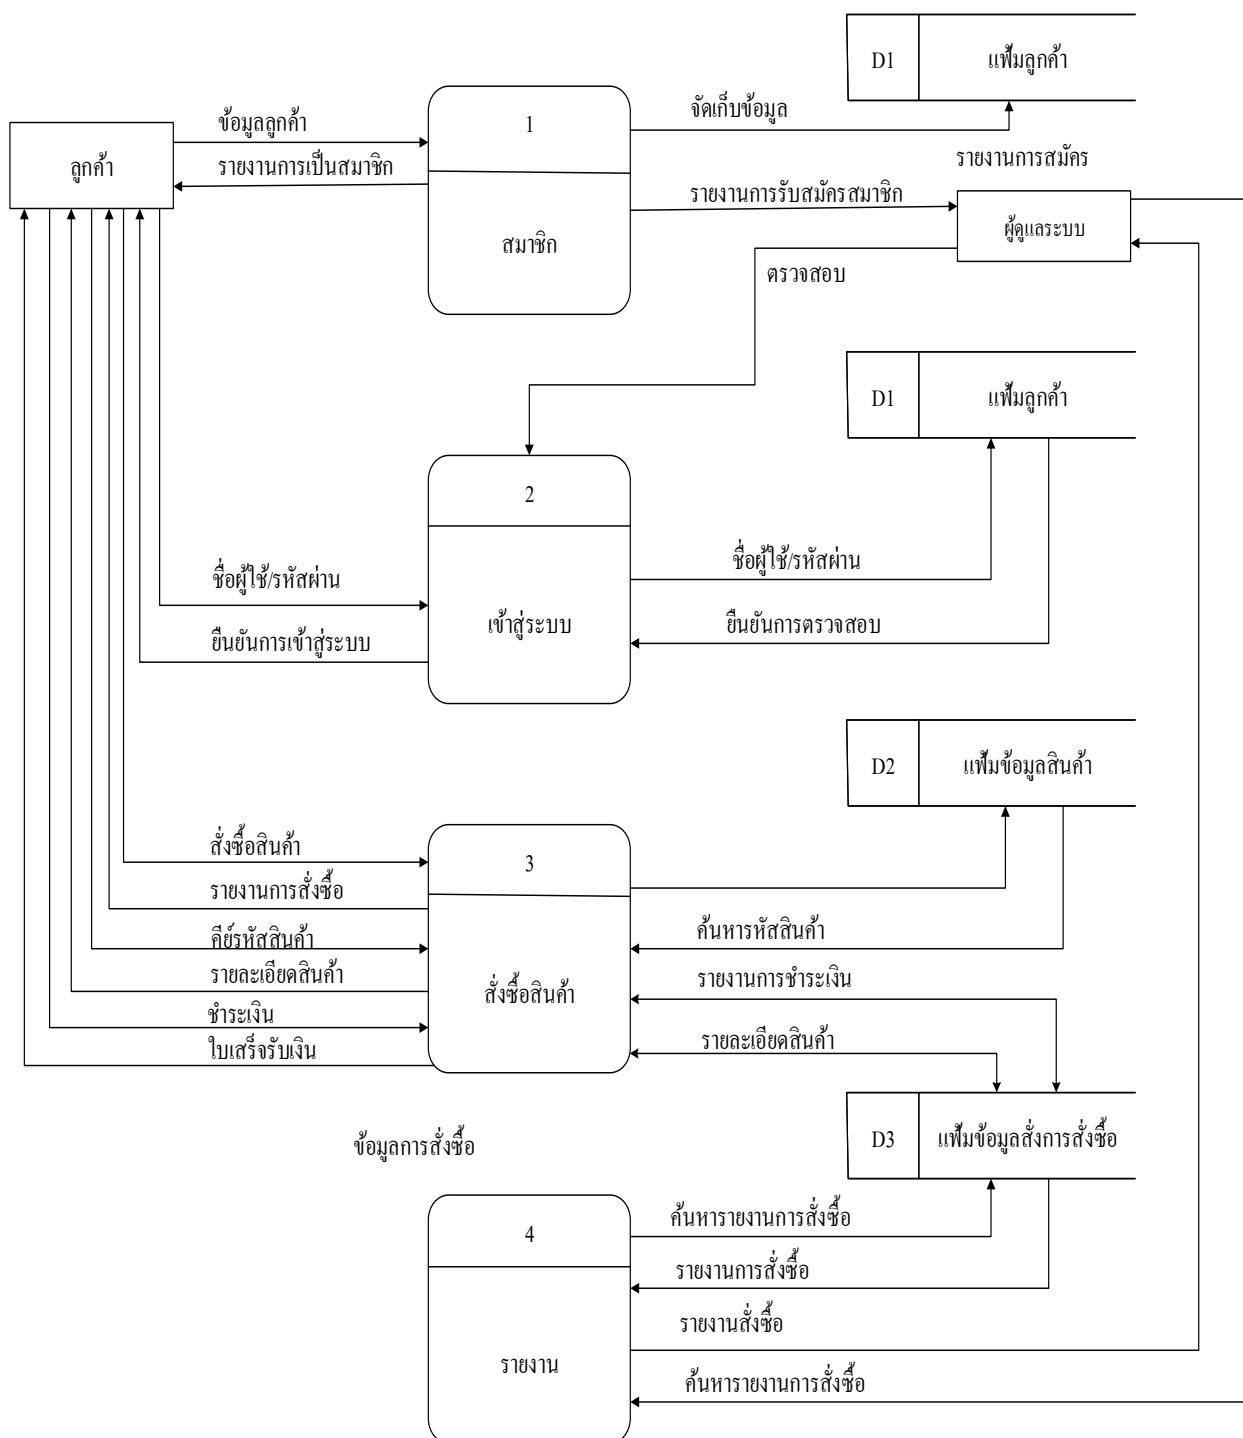 D1
แฟ้มลูกค้า
จัดเก็บข้อมูล
1
ข้อมูลลูกค้า
ลูกค้า
รายงานการเป็นสมาชิก
รายงานการสมัคร
รายงานการรับสมัครสมาชิก
ผู้ดูแลระบบ
สมาชิก
ตรวจสอบ
D1
แฟ้มลูกค้า
2
ชื่อผู้ใช้/รหัสผ่าน
ชื่อผู้ใช้/รหัสผ่าน
เข้าสู่ระบบ
ยืนยันการเข้าสู่ระบบ
ยืนยันการตรวจสอบ
D2
แฟ้มข้อมูลสินค้า
สั่งซื้อสินค้า
3
รายงานการสั่งซื้อ
คีย์รหัสสินค้า
ค้นหารหัสสินค้า
รายละเอียดสินค้า
รายงานการชำระเงิน
สั่งซื้อสินค้า
ชำระเงิน
ใบเสร็จรับเงิน
รายละเอียดสินค้า
ข้อมูลการสั่งซื้อ
D3
แฟ้มข้อมูลสั่งการสั่งซื้อ
ค้นหารายงานการสั่งซื้อ
4
รายงานการสั่งซื้อ
รายงานสั่งซื้อ
รายงาน
ค้นหารายงานการสั่งซื้อ